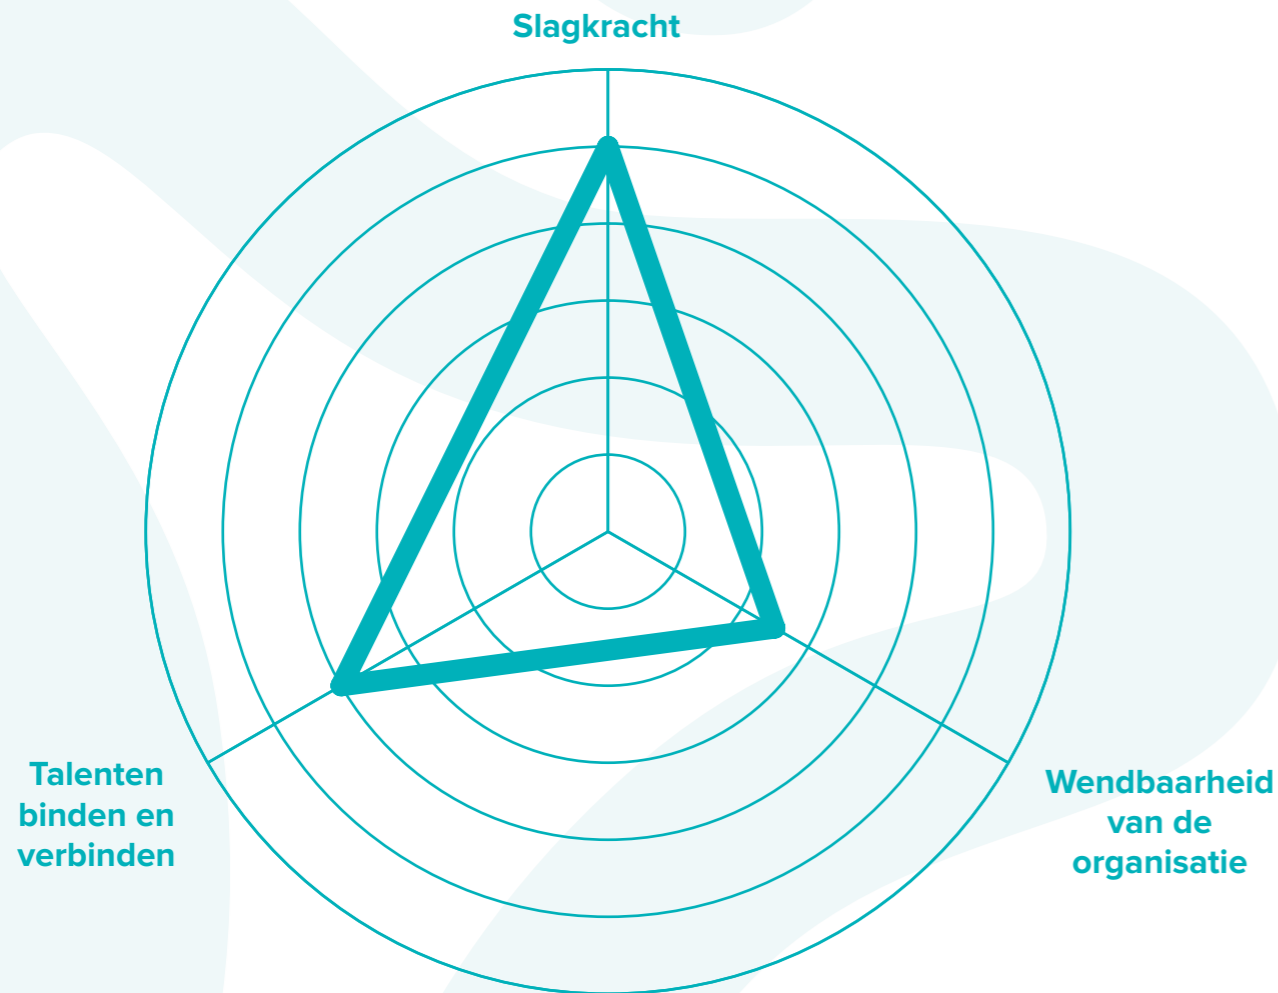 Slagkracht
Talenten
binden en
verbinden
Wendbaarheid
van de
organisatie